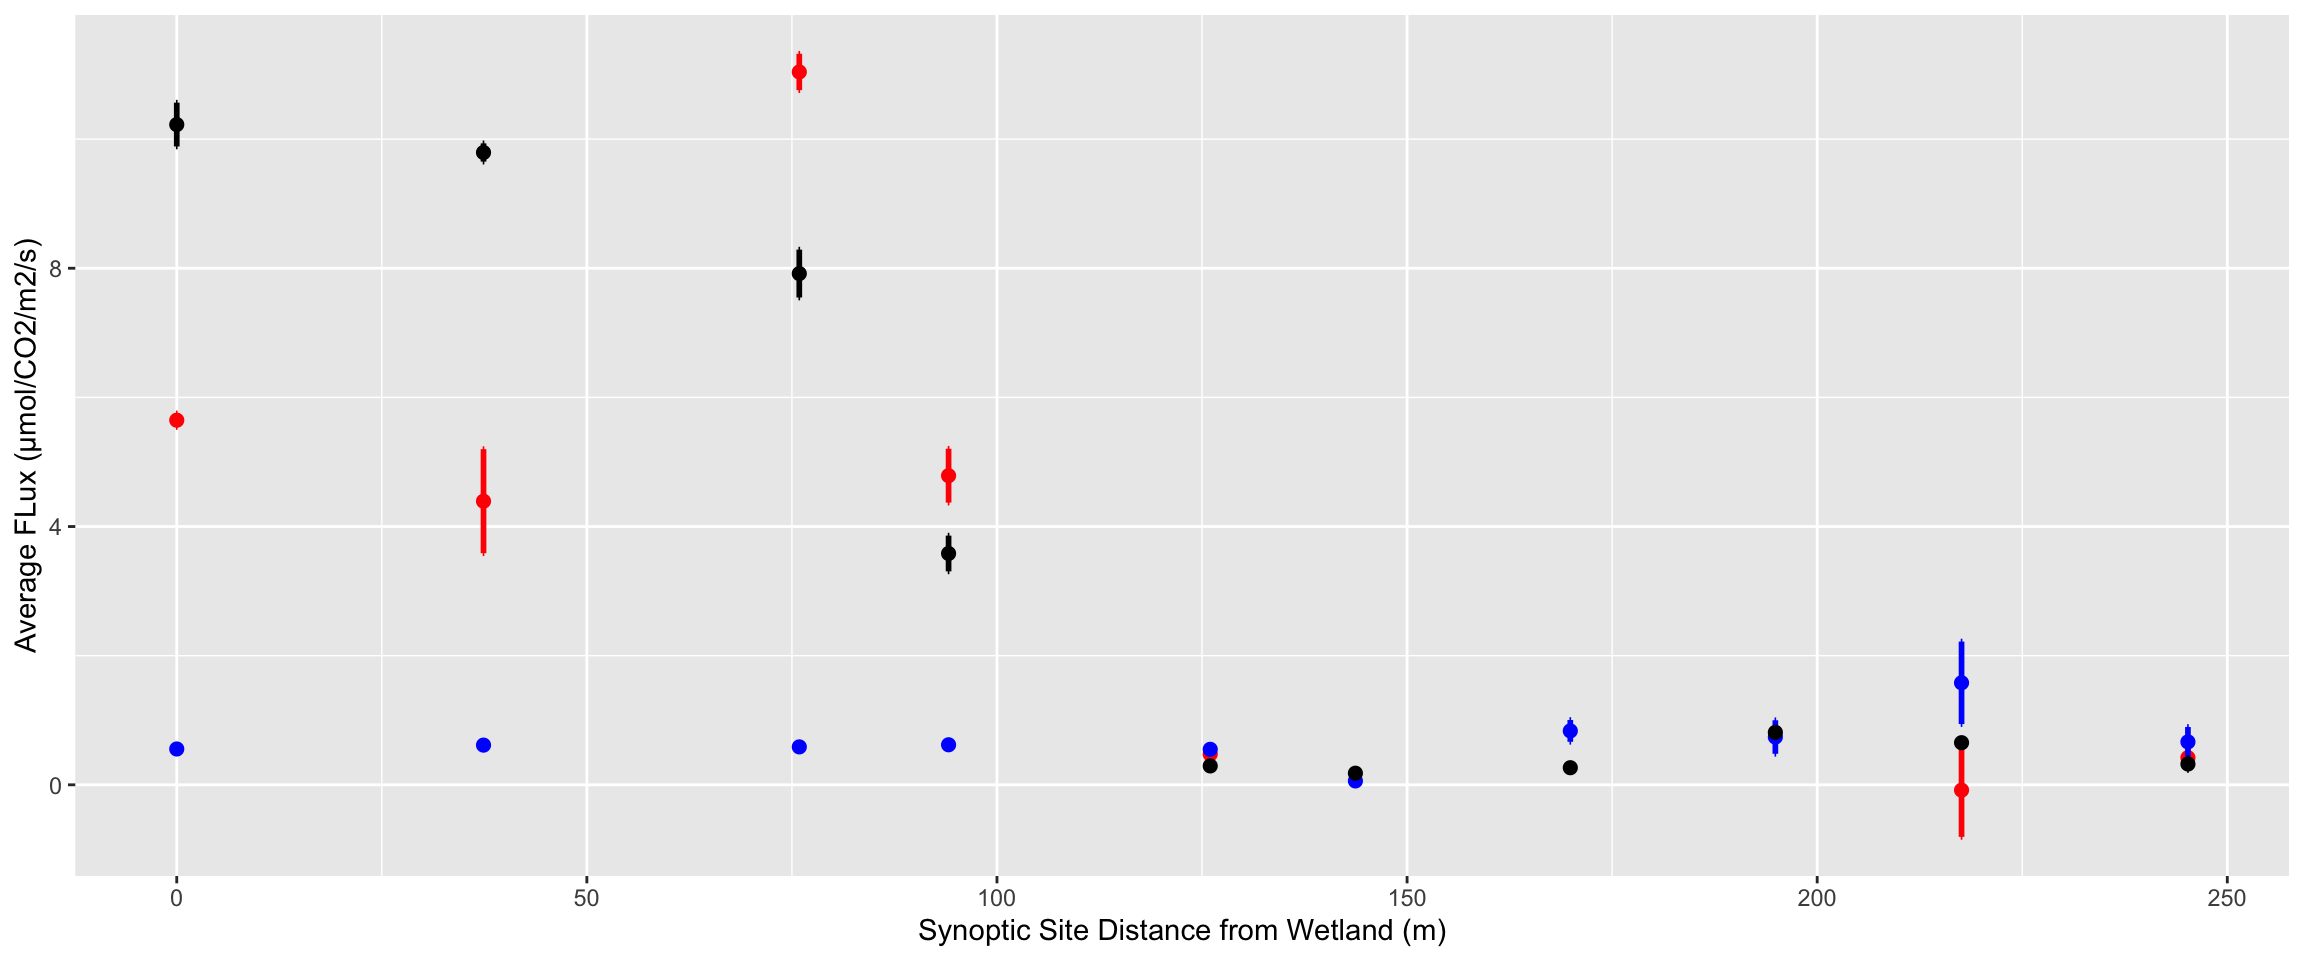 Average FLux (µmol/CO2/m2/s)
8
4
0
0 50 100 150 200 250
Synoptic Site Distance from Wetland (m)